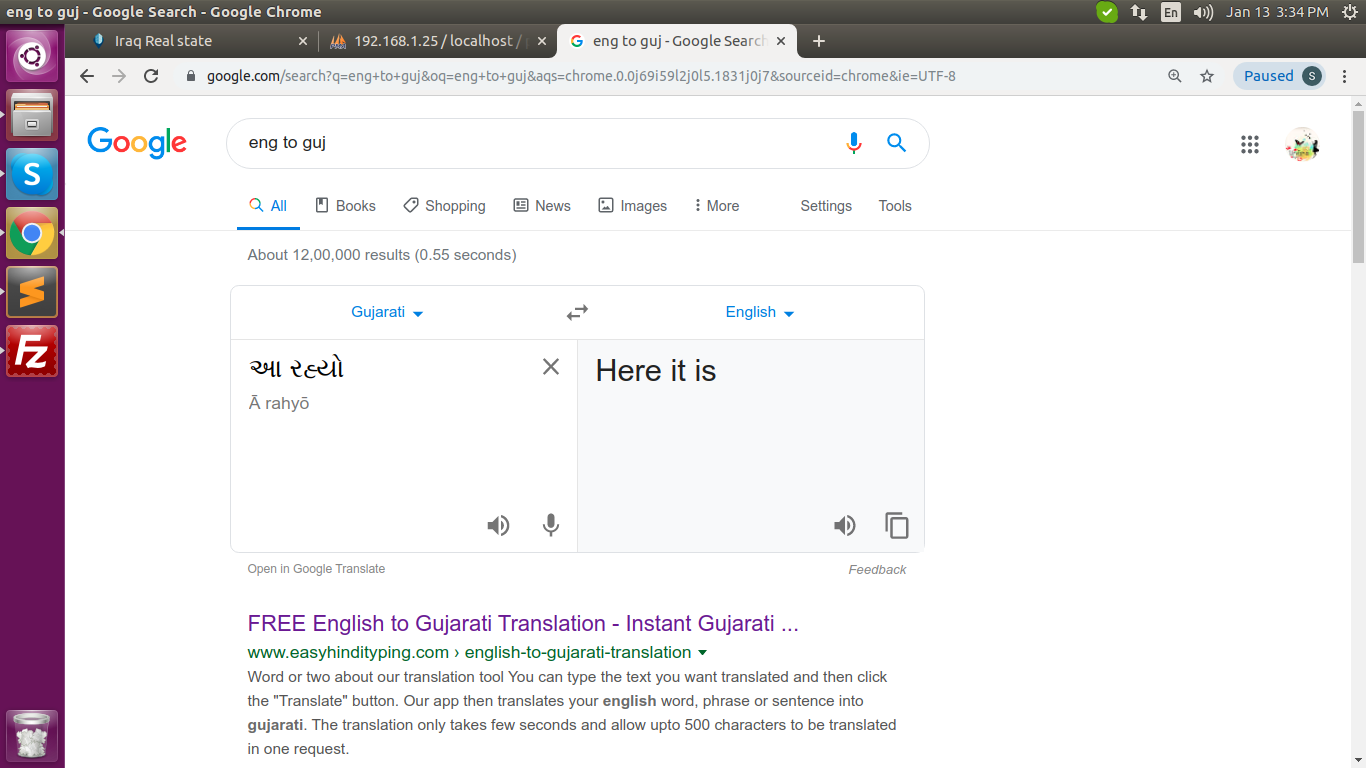 eng to guj - Google Search - Google Chrome
En
Jan 13 3:34 PM
Iraq Real state
192.168.1.25 / localhost /
eng to guj - Google Search
google.com/search?q=eng+to+guj&oq=eng+to+guj&aqs=chrome.0.0j69i59l2j0l5.1831j0j7&sourceid=chrome&ie=UTF-8
Paused S
Google
eng to guj
All Books Shopping News Images More Settings Tools
About 12,00,000 results (0.55 seconds)
Gujarati English
આ રહ્યો
Ā rahyō
Here it is
Open in Google Translate
Feedback
FREE English to Gujarati Translation - Instant Gujarati ...
www.easyhindityping.com › english-to-gujarati-translation
Word or two about our translation tool You can type the text you want translated and then click
the "Translate" button. Our app then translates your english word, phrase or sentence into
gujarati. The translation only takes few seconds and allow upto 500 characters to be translated
in one request.
S
Fz